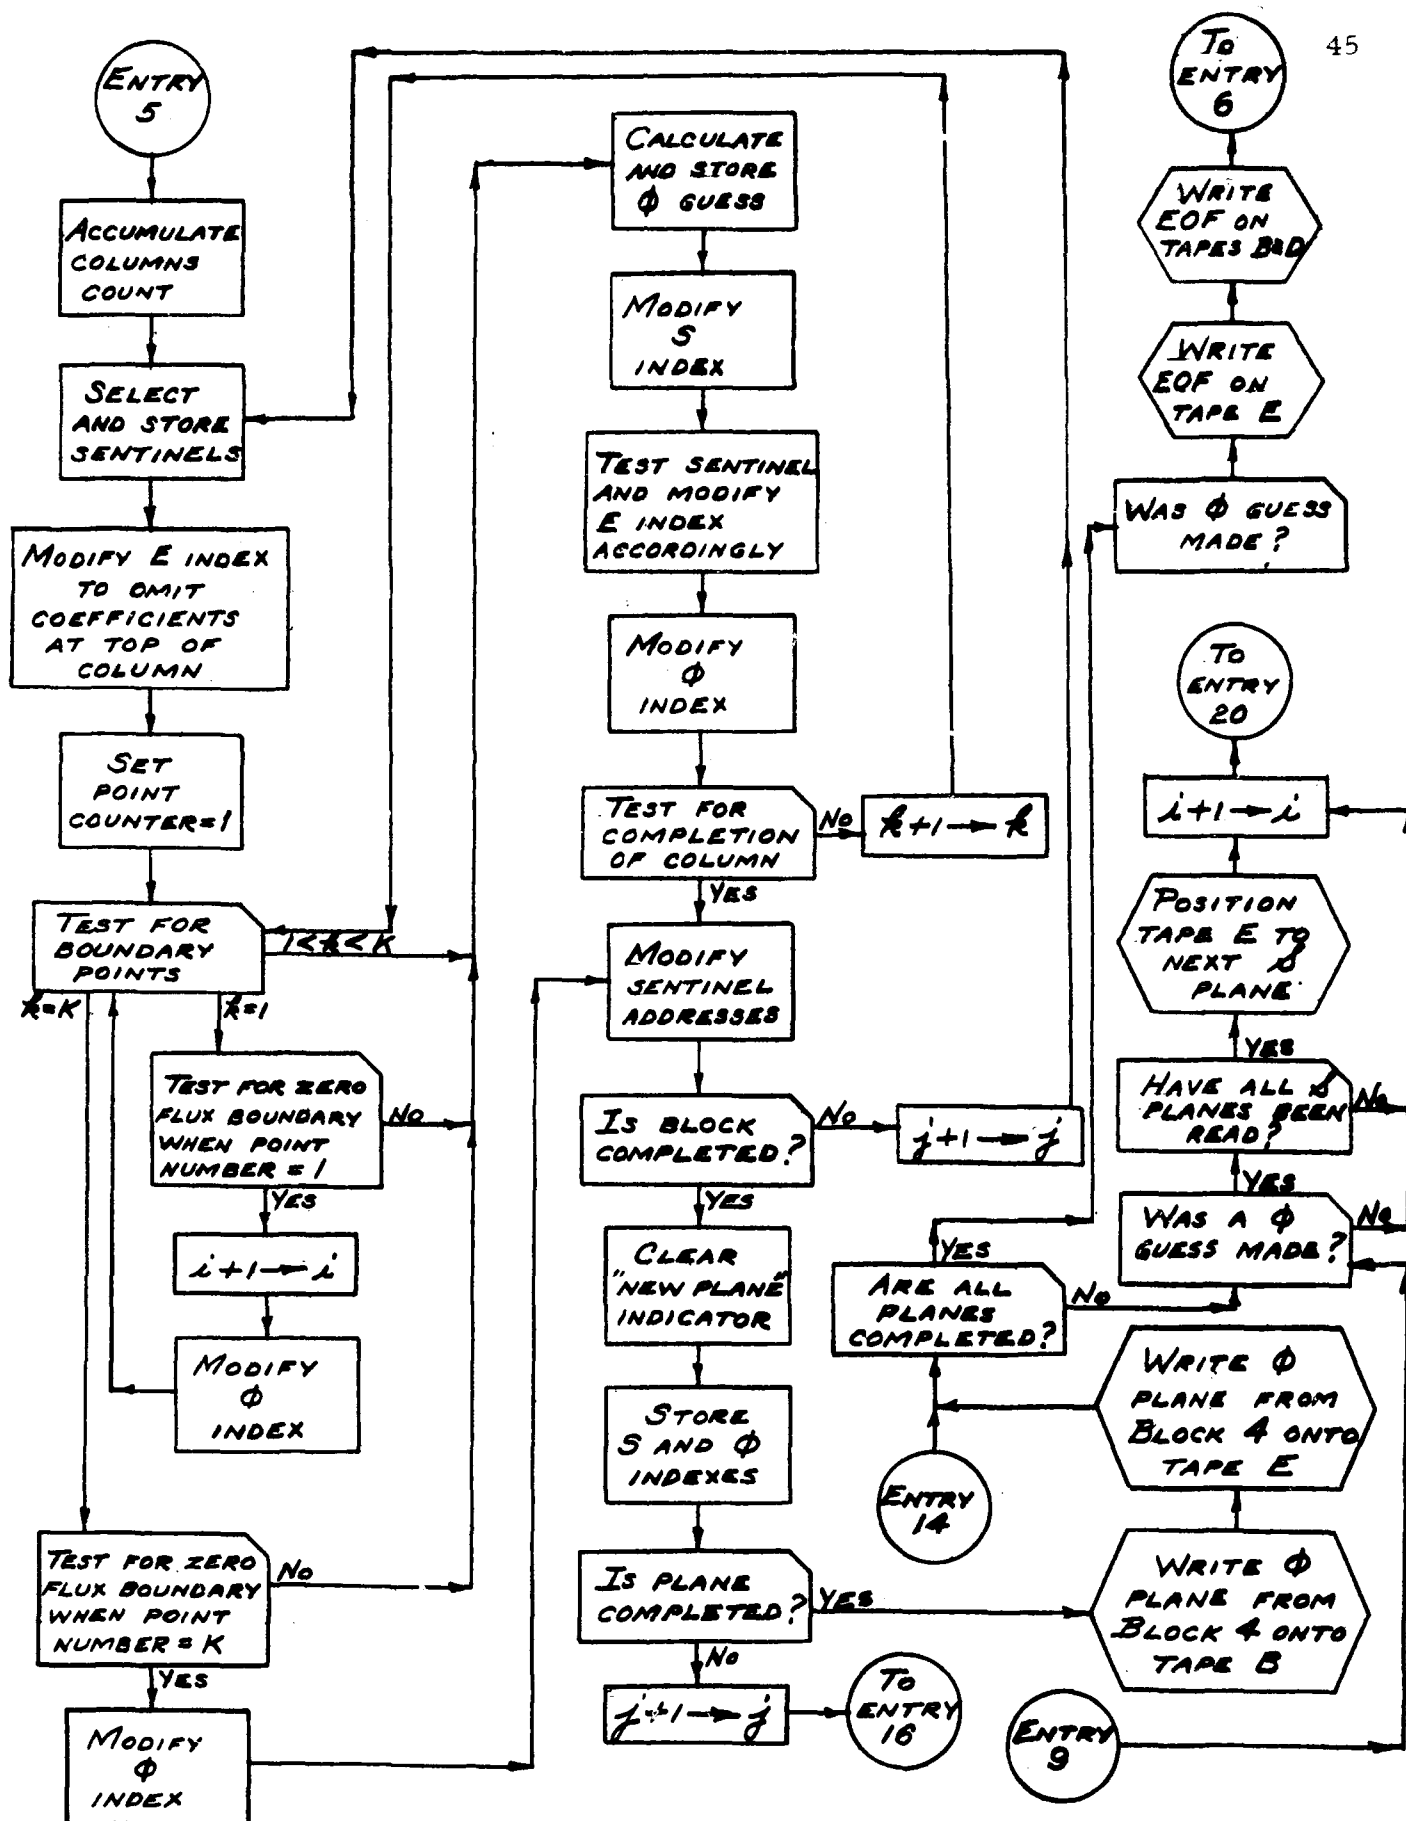 45
ENTRY
5
ACCUMULATE
COLUMNS
COUNT
SELECT
AND STORE
SENTINELS
MODIFY E INDEX
TO OMIT
COEFFICIENTS
AT TOP OF
COLUMN
SET
POINT
COUNTER=1
TEST FOR
BOUNDARY
POINTS
1<k<K
k=K
k=1
TEST FOR ZERO
FLUX BOUNDARY
WHEN POINT
NUMBER = 1
NO
YES
i+1→i
MODIFY
ϕ
INDEX
TEST FOR ZERO
FLUX BOUNDARY
WHEN POINT
NUMBER = K
NO
YES
MODIFY
ϕ
INDEX
CALCULATE
AND STORE
ϕ GUESS
MODIFY
S
INDEX
TEST SENTINEL
AND MODIFY
E INDEX
ACCORDINGLY
MODIFY
ϕ
INDEX
TEST FOR
COMPLETION
OF COLUMN
NO
k+1→k
YES
MODIFY
SENTINEL
ADDRESSES
IS BLOCK
COMPLETED?
NO
j+1→j
YES
CLEAR
"NEW PLANE"
INDICATOR
STORE
S AND ϕ
INDEXES
IS PLANE
COMPLETED?
YES
NO
j+1→j
TO
ENTRY
16
TO
ENTRY
6
WRITE
EOF ON
TAPES B&D
WRITE
EOF ON
TAPE E
WAS ϕ GUESS
MADE?
TO
ENTRY
20
i+1→i
POSITION
TAPE E TO
NEXT S
PLANE
YES
HAVE ALL S
PLANES BEEN
READ?
NO
YES
WAS A ϕ
GUESS MADE?
NO
YES
ARE ALL
PLANES
COMPLETED?
NO
WRITE ϕ
PLANE FROM
BLOCK 4 ONTO
TAPE E
ENTRY
14
WRITE ϕ
PLANE FROM
BLOCK 4 ONTO
TAPE B
ENTRY
9